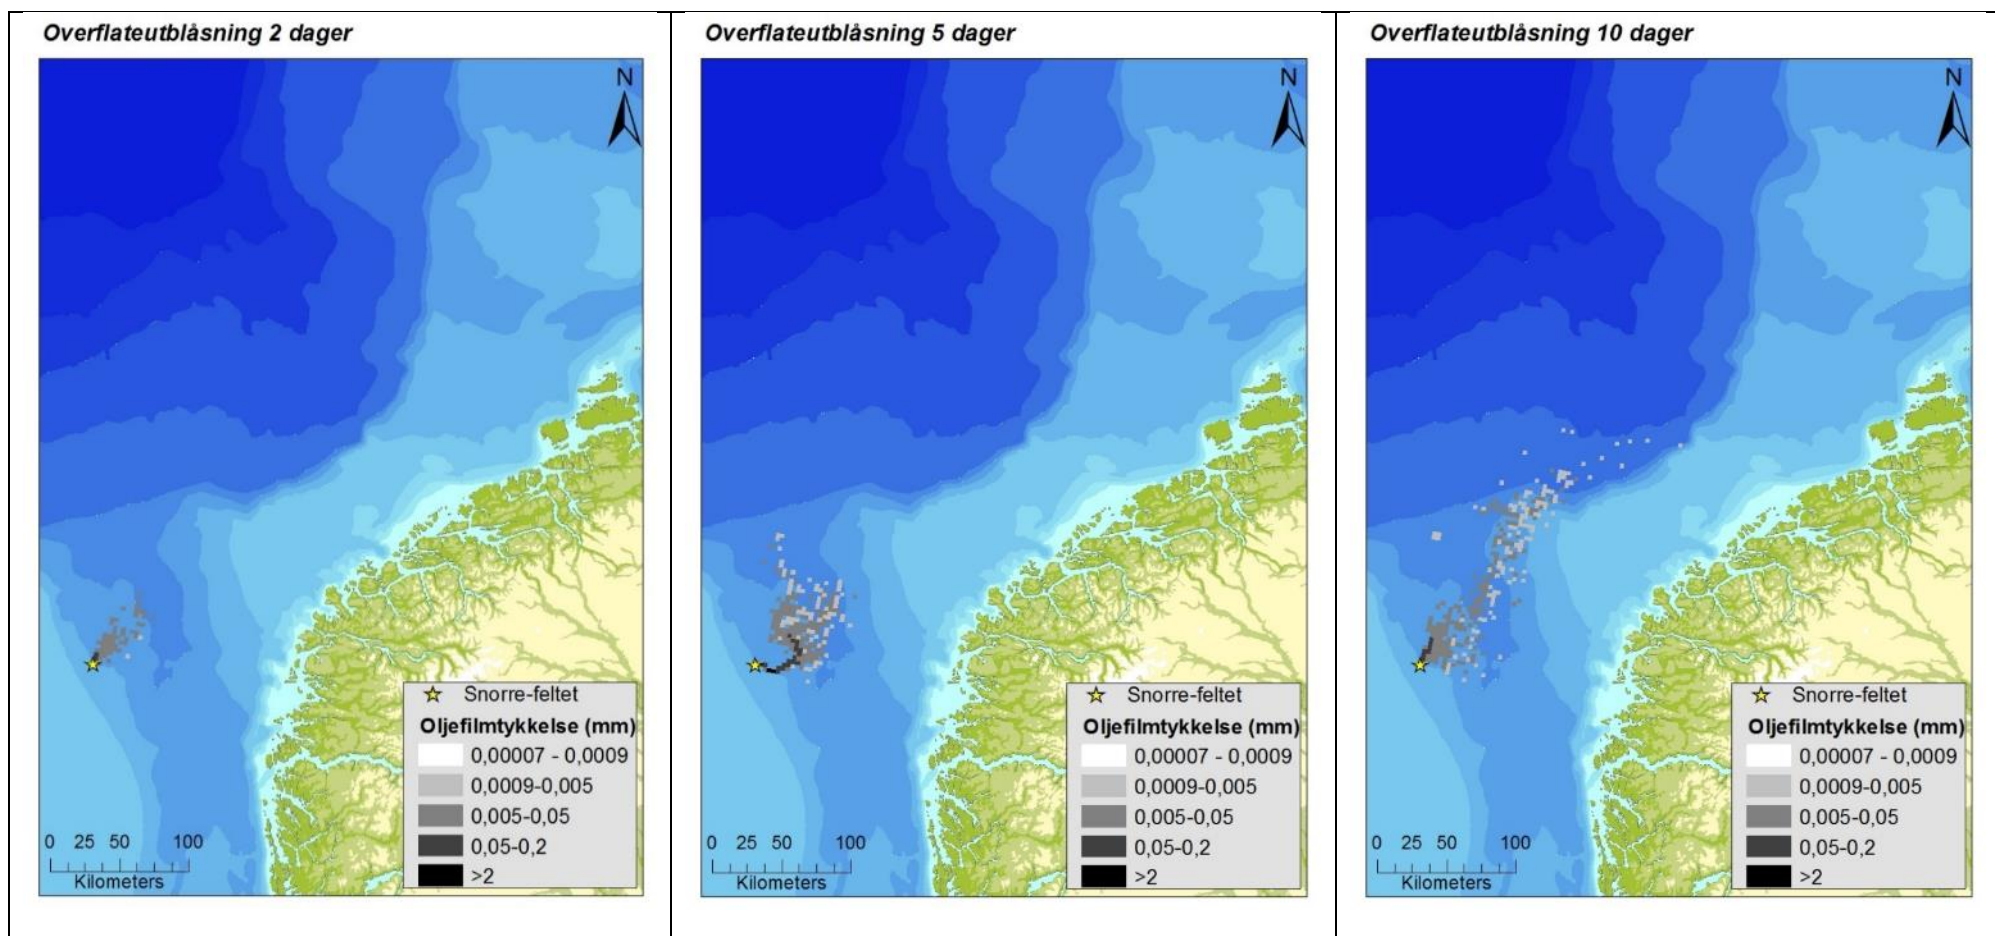 Overflateutblåsning 2 dager
N
Snorre-feltet
Oljefilmtykkelse (mm)
0,00007 - 0,0009
0,0009-0,005
0,005-0,05
0,05-0,2
>2
0 25 50 100
Kilometers
Overflateutblåsning 5 dager
N
Snorre-feltet
Oljefilmtykkelse (mm)
0,00007 - 0,0009
0,0009-0,005
0,005-0,05
0,05-0,2
>2
0 25 50 100
Kilometers
Overflateutblåsning 10 dager
N
Snorre-feltet
Oljefilmtykkelse (mm)
0,00007 - 0,0009
0,0009-0,005
0,005-0,05
0,05-0,2
>2
0 25 50 100
Kilometers